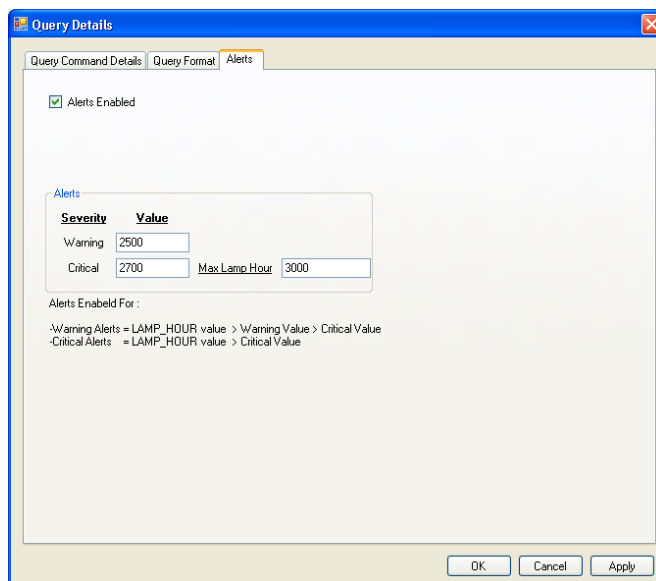 Query Details
Query Command Details Query Format Alerts
Alerts Enabled
Alerts
Severity Value
Warning 2500
Critical 2700 Max Lamp Hour 3000
Alerts Enabeld For :
-Warning Alerts = LAMP_HOUR value > Warning Value > Critical Value
-Critical Alerts = LAMP_HOUR value > Critical Value
OK Cancel Apply